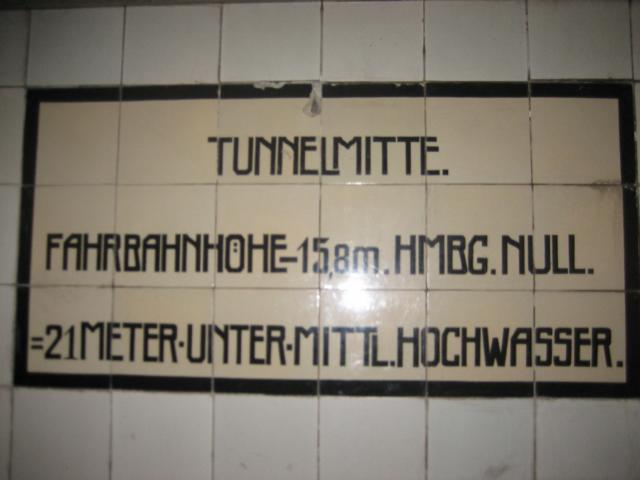 TUNNELMITTE.
FAHRBAHNHÖHE-15,8m. HMBG. NULL.
=21 METER·UNTER·MITTL. HOCHWASSER.